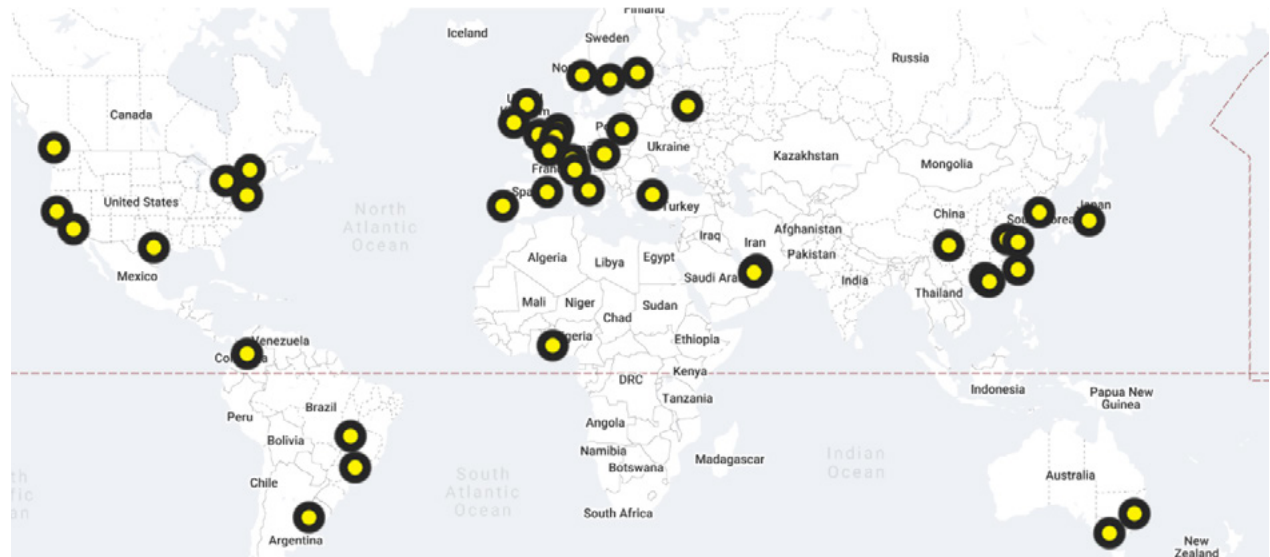 Finland
Iceland
Sweden
Russia
Canada
Ukraine
Kazakhstan
Mongolia
United States
North
Atlantic
Ocean
Turkey
China
Japan
Iraq
Iran
Afghanistan
Pakistan
Algeria
Libya
Egypt
Mexico
Saudi
India
Thailand
Mali
Niger
Sudan
Chad
Venezuela
Ethiopia
Kenya
DRC
Indonesia
Papua New
Guinea
Tanzania
Brazil
Peru
Angola
Bolivia
Namibia
Botswana
Madagascar
Indian
Ocean
Australia
Chile
South
Atlantic
Ocean
South Africa
Argentina
New
Zealand